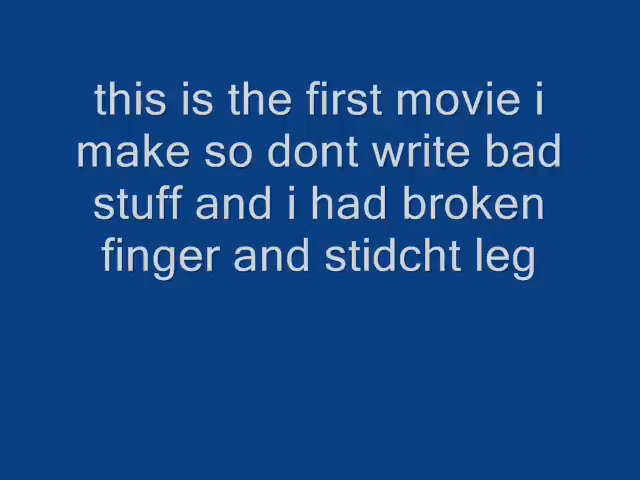 this is the first movie i
make so dont write bad
stuff and i had broken
finger and stidcht leg